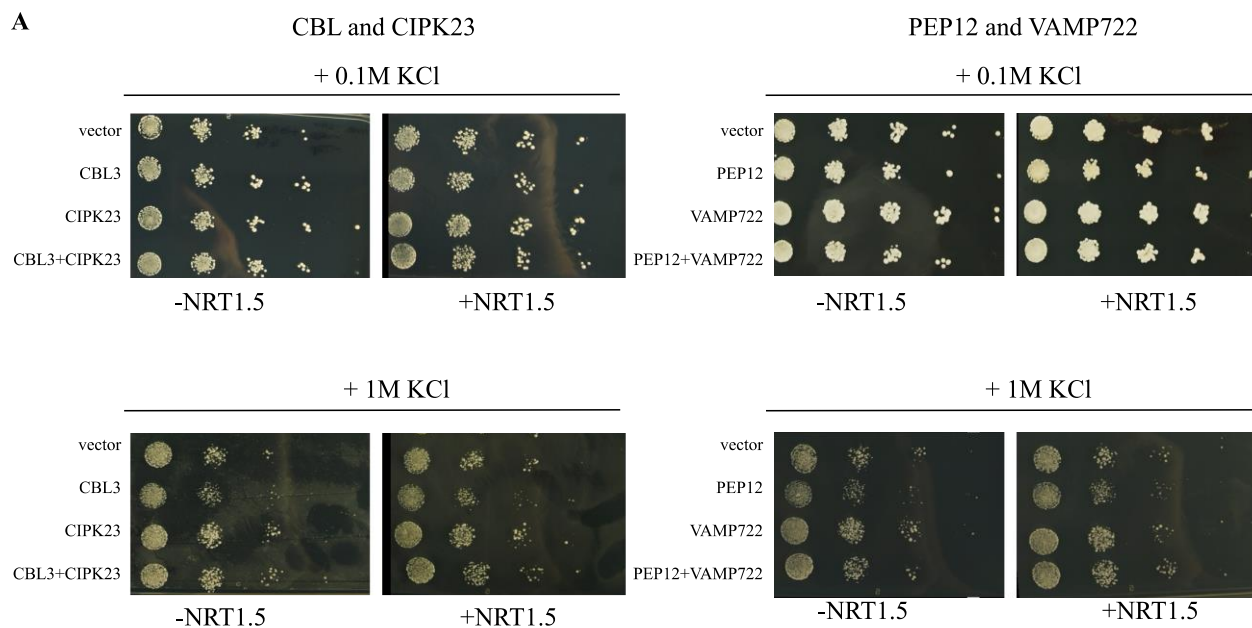 A
CBL and CIPK23
+ 0.1M KCl
vector
CBL3
CIPK23
CBL3+CIPK23
-NRT1.5
+NRT1.5
PEP12 and VAMP722
+ 0.1M KCl
vector
PEP12
VAMP722
PEP12+VAMP722
-NRT1.5
+NRT1.5
+ 1M KCl
vector
CBL3
CIPK23
CBL3+CIPK23
-NRT1.5
+NRT1.5
+ 1M KCl
vector
PEP12
VAMP722
PEP12+VAMP722
-NRT1.5
+NRT1.5